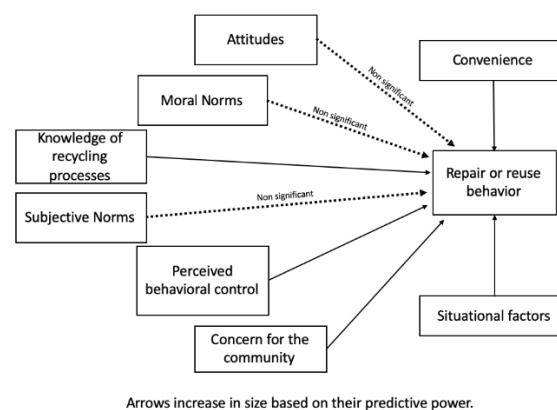 Attitudes
Non significant
Convenience
Moral Norms
Non significant
Knowledge of
recycling
processes
Repair or reuse
behavior
Subjective Norms
Non significant
Perceived
behavioral control
Situational factors
Concern for the
community
Arrows increase in size based on their predictive power.